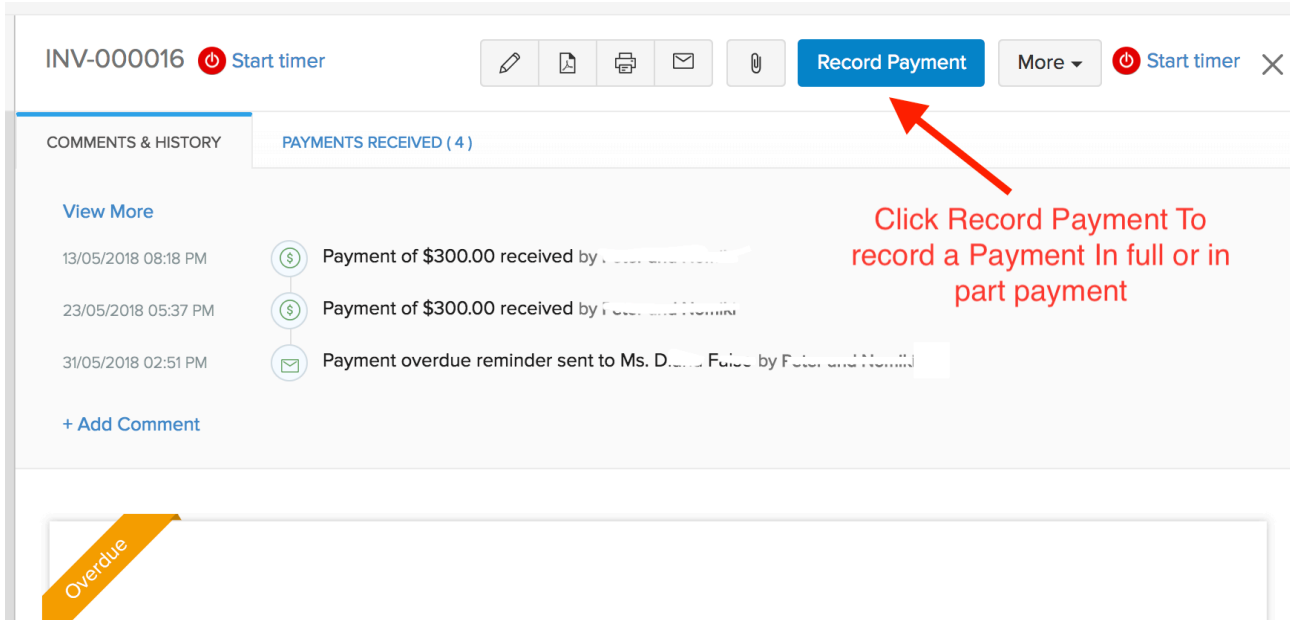 INV-000016 Start timer Record Payment More Start timer
COMMENTS & HISTORY PAYMENTS RECEIVED ( 4 )
View More
13/05/2018 08:18 PM Payment of $300.00 received by
23/05/2018 05:37 PM Payment of $300.00 received by
31/05/2018 02:51 PM Payment overdue reminder sent to Ms. by
+ Add Comment
Click Record Payment To
record a Payment In full or in
part payment
Overdue